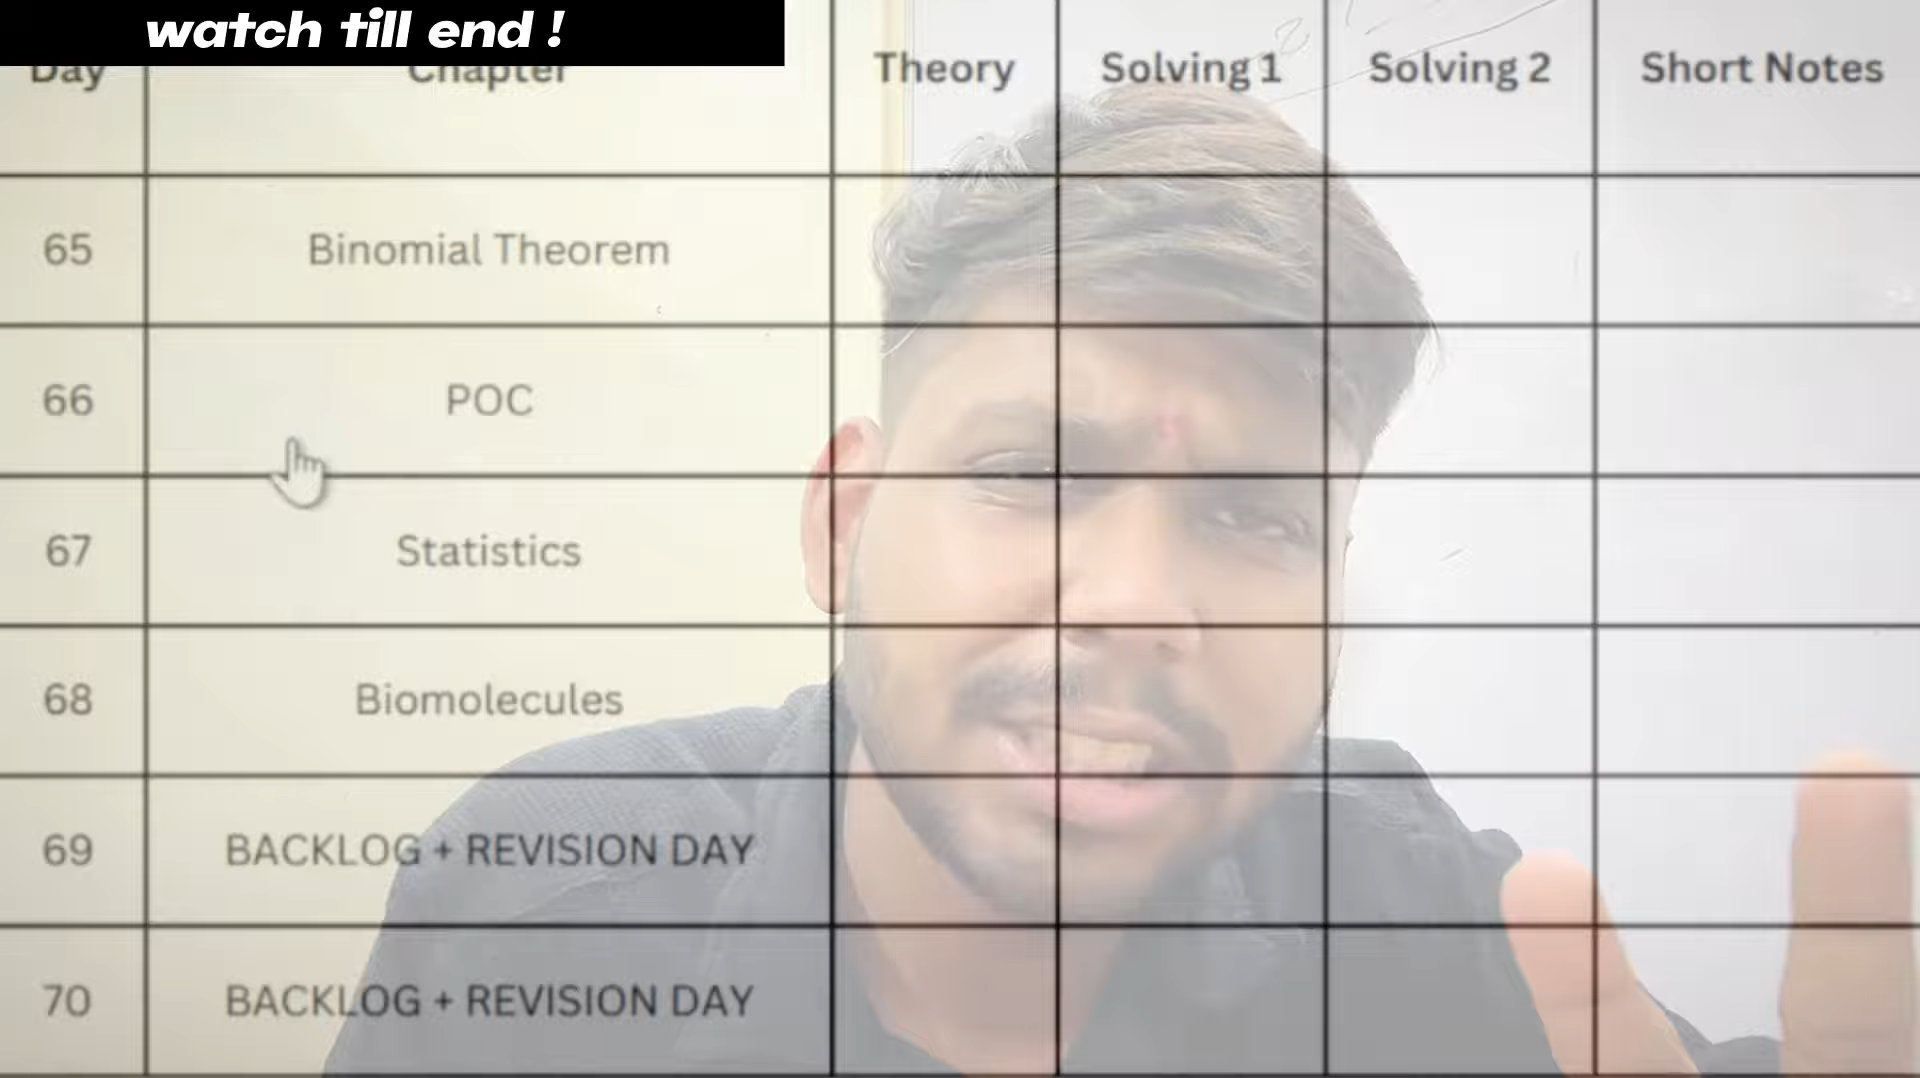 watch till end !
Day Chapter Theory Solving 1 Solving 2 Short Notes
65 Binomial Theorem
66 POC
67 Statistics
68 Biomolecules
69 BACKLOG + REVISION DAY
70 BACKLOG + REVISION DAY